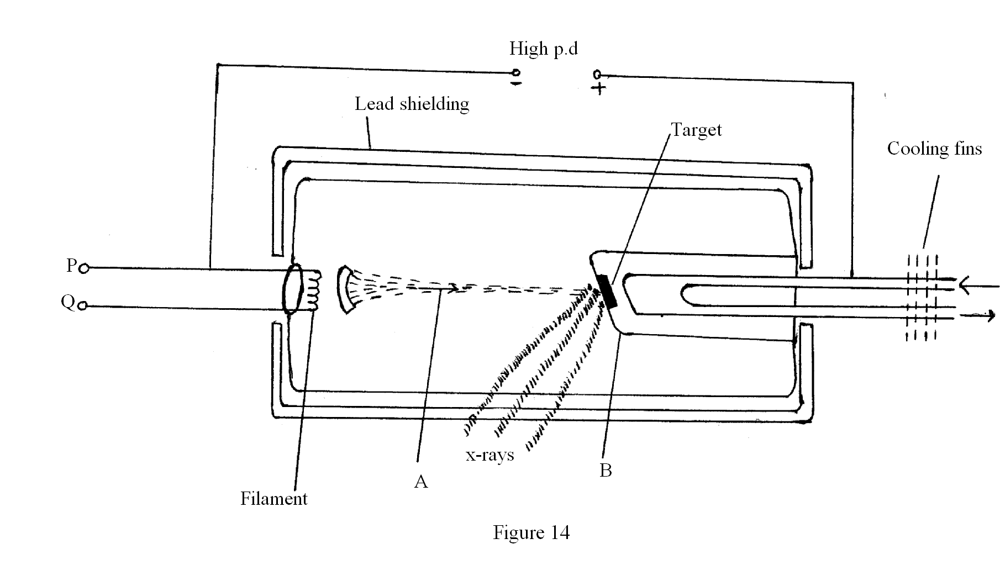 High p.d
-
+
Lead shielding
Target
Cooling fins
P
Q
x-rays
B
A
Filament
Figure 14